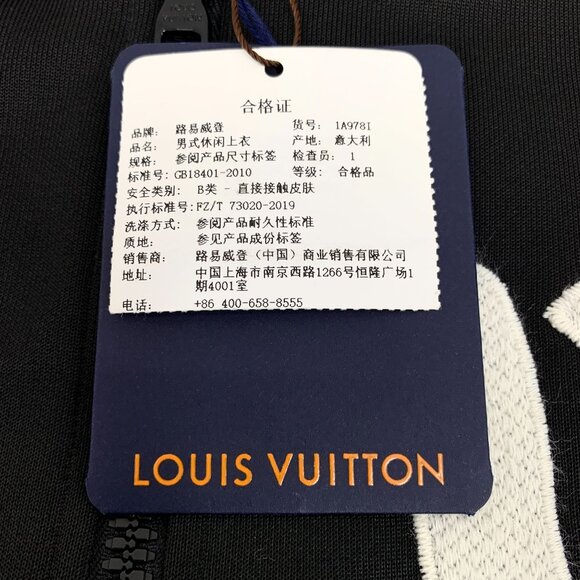 LOUIS VUITTON
合格证
品牌: 路易威登 货号: 1A978I
品名: 男式休闲上衣 产地: 意大利
规格: 参阅产品尺寸标签 检查员: 1
标准号: GB18401-2010 等级: 合格品
安全类别: B类 - 直接接触皮肤
执行标准号:FZ/T 73020-2019
洗涤方式: 参阅产品耐久性标准
质地: 参见产品成份标签
销售商: 路易威登（中国）商业销售有限公司
地址: 中国上海市南京西路1266号恒隆广场1
期4001室
电话: +86 400-658-8555
LOUIS VUITTON